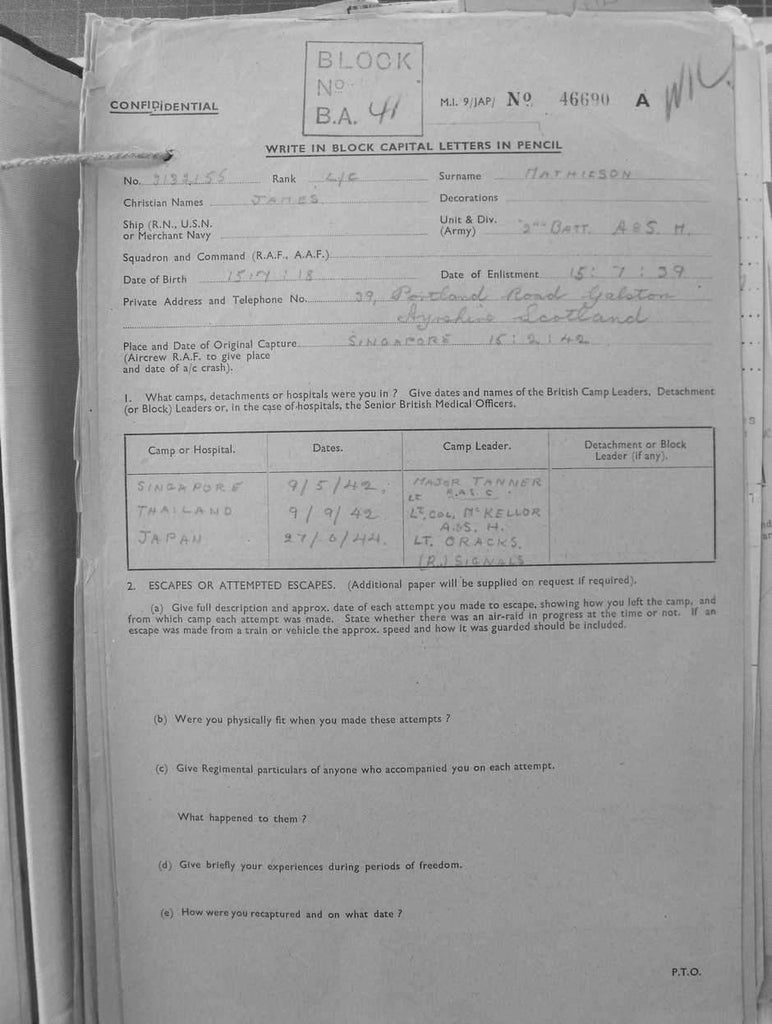 BLOCK
No
B.A. 41
CONFIDENTIAL
M.I. 9/JAP/ No 46690 A
WRITE IN BLOCK CAPITAL LETTERS IN PENCIL
No. 3132155 Rank L/C Surname MATHIESON
Christian Names JAMES Decorations
Ship (R.N., U.S.N. or Merchant Navy Unit & Div. (Army) 2ND BATT. A & S. H.
Squadron and Command (R.A.F., A.A.F.)
Date of Birth 15:7:18 Date of Enlistment 15:7:39
Private Address and Telephone No. 39, Portland Road Galston
Ayrshire Scotland
Place and Date of Original Capture SINGAPORE 15:2:42
(Aircrew R.A.F. to give place
and date of a/c crash).
1. What camps, detachments or hospitals were you in ? Give dates and names of the British Camp Leaders, Detachment
(or Block) Leaders or, in the case of hospitals, the Senior British Medical Officers.
Camp or Hospital. Dates. Camp Leader. Detachment or Block
Leader (if any).
SINGAPORE 9/5/42. MAJOR TANNER
THAILAND 9/9/42 LT. COL. McKELLOR
A & S. H.
JAPAN 27/6/44. LT. CRACKS.
(R.) SIGNALS
2. ESCAPES OR ATTEMPTED ESCAPES. (Additional paper will be supplied on request if required).
(a) Give full description and approx. date of each attempt you made to escape, showing how you left the camp, and
from which camp each attempt was made. State whether there was an air-raid in progress at the time or not. If an
escape was made from a train or vehicle the approx. speed and how it was guarded should be included.
(b) Were you physically fit when you made these attempts ?
(c) Give Regimental particulars of anyone who accompanied you on each attempt.
What happened to them ?
(d) Give briefly your experiences during periods of freedom.
(e) How were you recaptured and on what date ?
P.T.O.